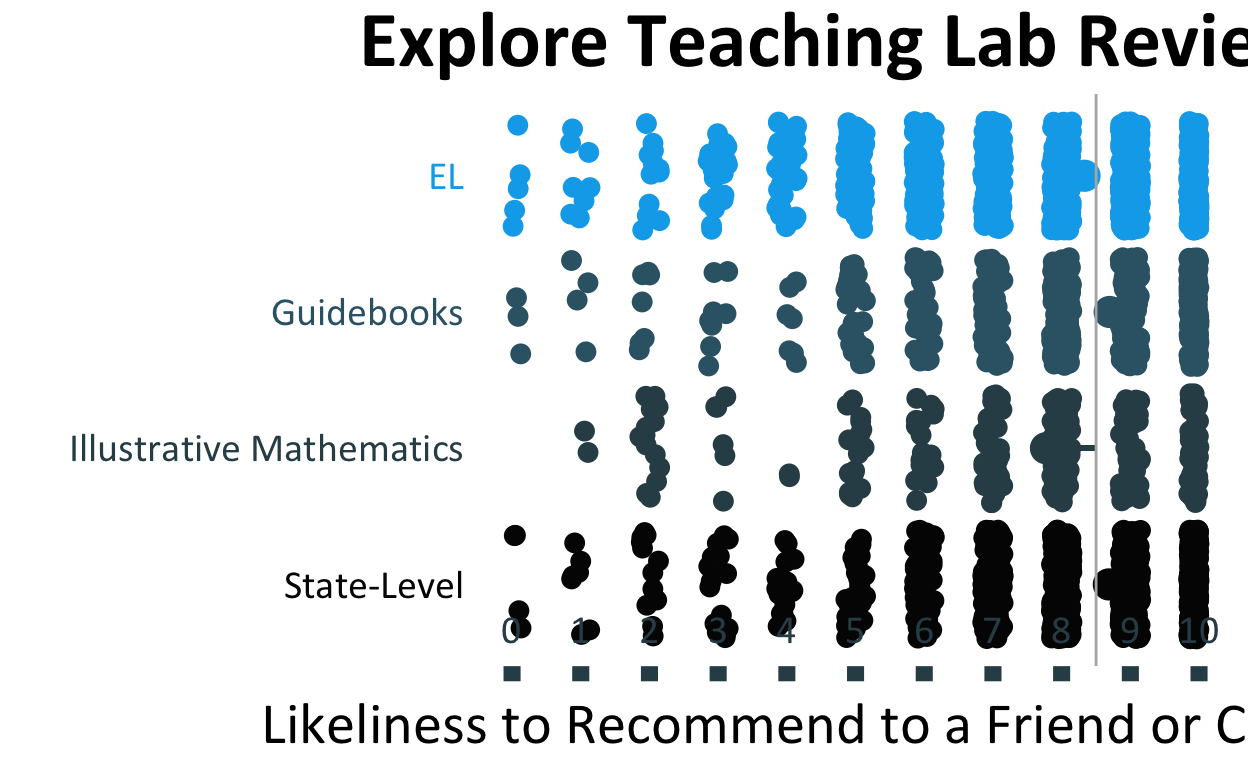 Explore Teaching Lab Revie
EL
Guidebooks
Illustrative Mathematics
State-Level
0 1 2 3 4 5 6 7 8 9 10
Likeliness to Recommend to a Friend or C